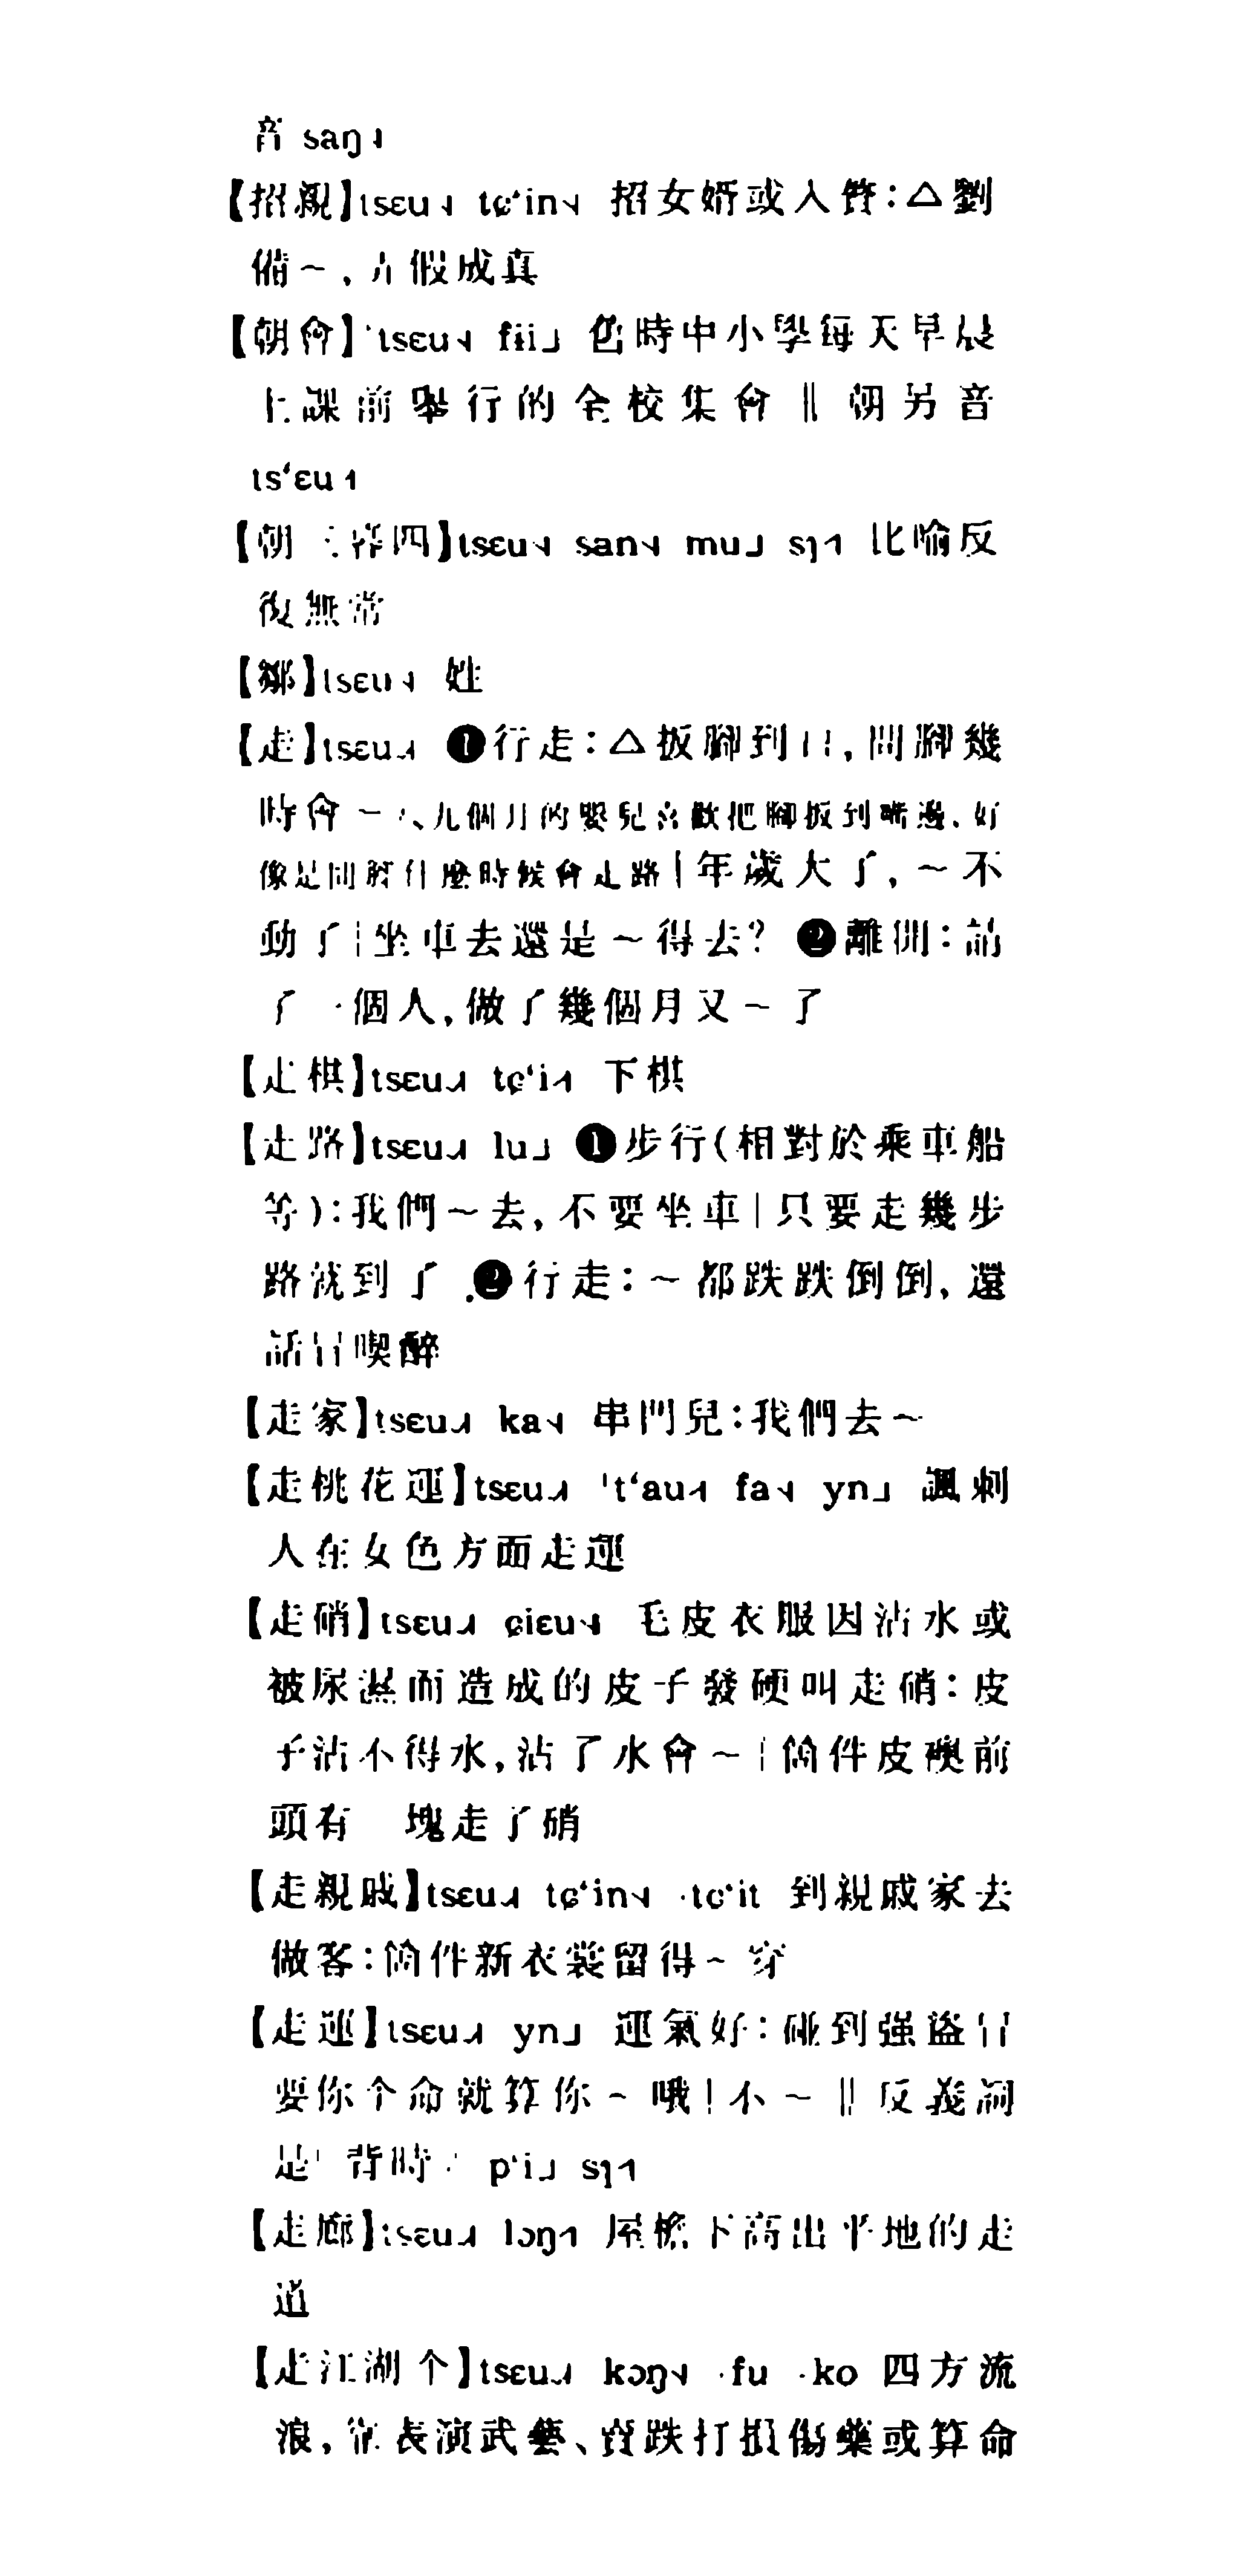 音 saŋ˨
【招親】tsɛu˧ tɕʻin˧ 招女婿或入贅：△劉
備～，弄假成真
【朝會】tsɛu˧ fɨi˩ 舊時中小學每天早晨
上課前舉行的全校集會‖朝另音
tsʻɛu˦
【朝三暮四】tsɛu˧ san˧ mu˩ sɿ˦ 比喻反
復無常
【鄒】tsɛu˧ 姓
【走】tsɛu˨ ❶行走：△扳腳到口，問腳幾
時會～八、九個月的嬰兒喜歡把腳扳到嘴邊，好
像是問腳什麼時候會走路｜年歲大了，～不
動了｜坐車去還是～得去？ ❷離開：請
了一個人，做了幾個月又～了
【走棋】tsɛu˨ tɕʻi˦ 下棋
【走路】tsɛu˨ lu˩ ❶步行（相對於乘車船
等）：我們～去，不要坐車｜只要走幾步
路就到了 ❷行走：～都跌跌倒倒，還
話冇喫醉
【走家】tsɛu˨ ka˧ 串門兒：我們去～
【走桃花運】tsɛu˨ tʻau˦ fa˧ yn˩ 諷刺
人在女色方面走運
【走硝】tsɛu˨ ɕiɛu˧ 毛皮衣服因沾水或
被尿濕而造成的皮子發硬叫走硝：皮
子沾不得水，沾了水會～｜箇件皮襖前
頭有一塊走了硝
【走親戚】tsɛu˨ tɕʻin˧ ·tɕʻit 到親戚家去
做客：箇件新衣裳留得～穿
【走運】tsɛu˨ yn˩ 運氣好：碰到强盜冇
要你个命就算你～哦｜不～‖反義詞
是“背時” pʻi˩ sɿ˦
【走廊】tsɛu˨ lɔŋ˦ 屋檐下高出平地的走
道
【走江湖个】tsɛu˨ kɔŋ˧ ·fu ·ko 四方流
浪，靠表演武藝、賣跌打損傷藥或算命